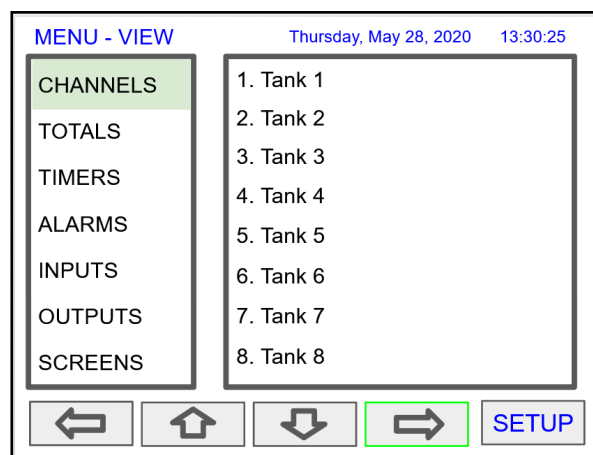 MENU - VIEW
Thursday, May 28, 2020 13:30:25
CHANNELS
TOTALS
TIMERS
ALARMS
INPUTS
OUTPUTS
SCREENS
1. Tank 1
2. Tank 2
3. Tank 3
4. Tank 4
5. Tank 5
6. Tank 6
7. Tank 7
8. Tank 8
SETUP